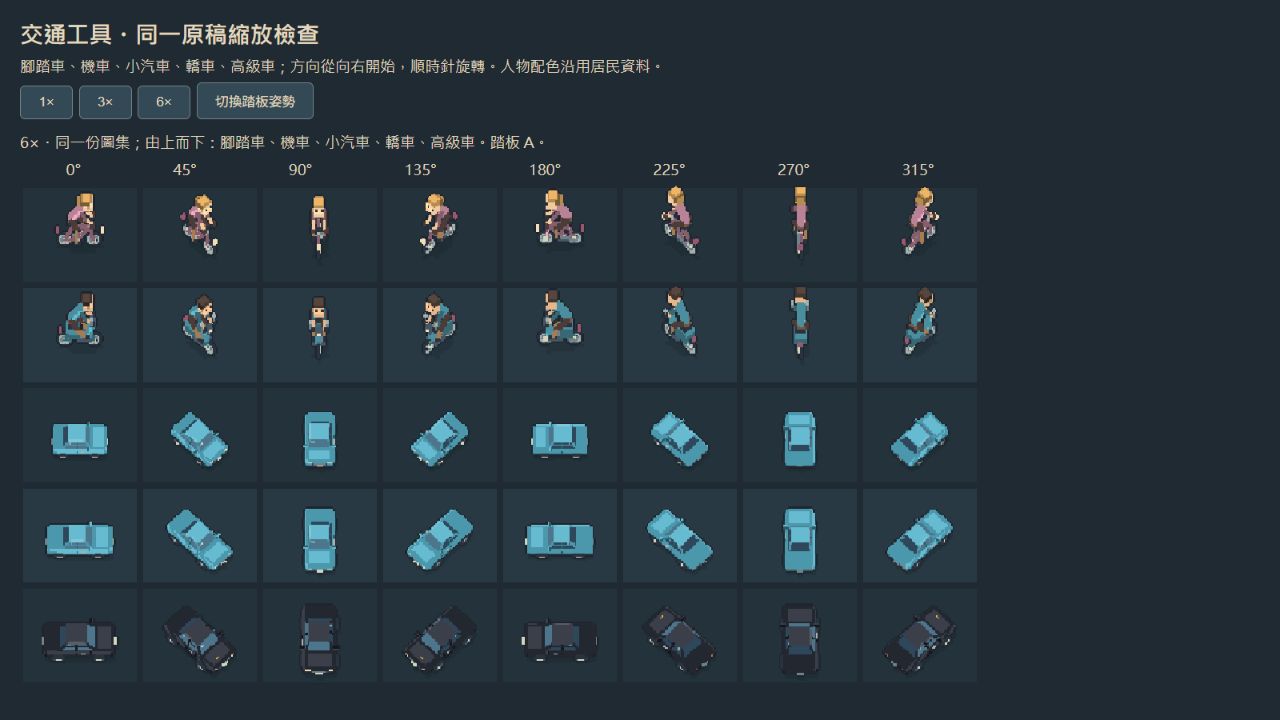 交通工具・同一原稿縮放檢查
腳踏車、機車、小汽車、轎車、高級車；方向從向右開始，順時針旋轉。人物配色沿用居民資料。
1× 3× 6× 切換踏板姿勢
6×・同一份圖集；由上而下：腳踏車、機車、小汽車、轎車、高級車。踏板 A。
0° 45° 90° 135° 180° 225° 270° 315°